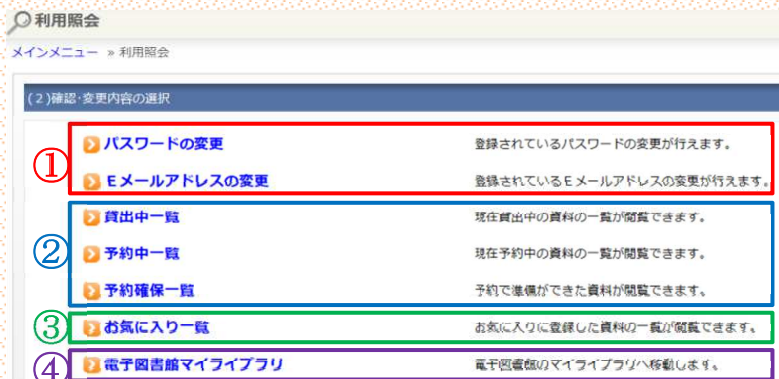 利用照会
メインメニュー » 利用照会
(2)確認・変更内容の選択
① パスワードの変更 登録されているパスワードの変更が行えます。
Eメールアドレスの変更 登録されているEメールアドレスの変更が行えます。
② 貸出中一覧 現在貸出中の資料の一覧が閲覧できます。
予約中一覧 現在予約中の資料の一覧が閲覧できます。
予約確保一覧 予約で準備ができた資料が閲覧できます。
③ お気に入り一覧 お気に入りに登録した資料の一覧が閲覧できます。
④ 電子図書館マイライブラリ 電子図書館のマイライブラリへ移動します。